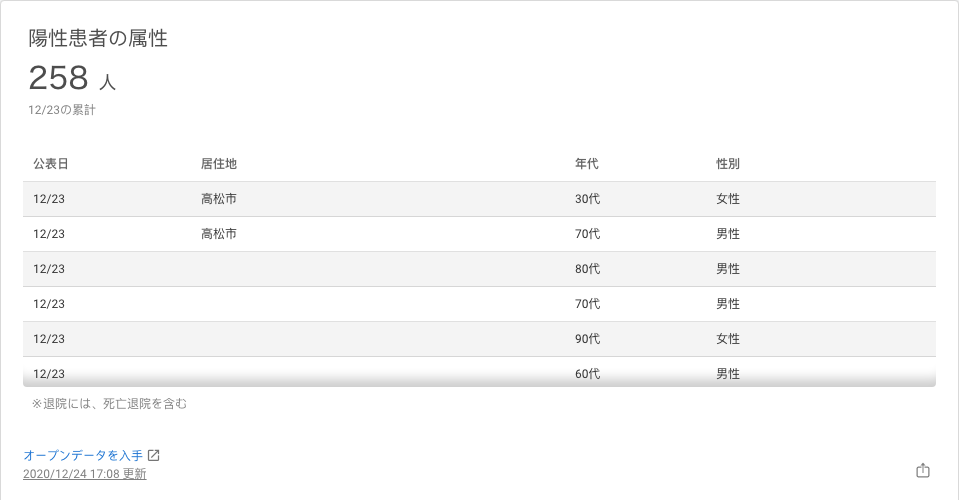 陽性患者の属性
258 人
12/23の累計
公表日 居住地 年代 性別
12/23 高松市 30代 女性
12/23 高松市 70代 男性
12/23 80代 男性
12/23 70代 男性
12/23 90代 女性
12/23 60代 男性
※退院には、死亡退院を含む
オープンデータを入手
2020/12/24 17:08 更新